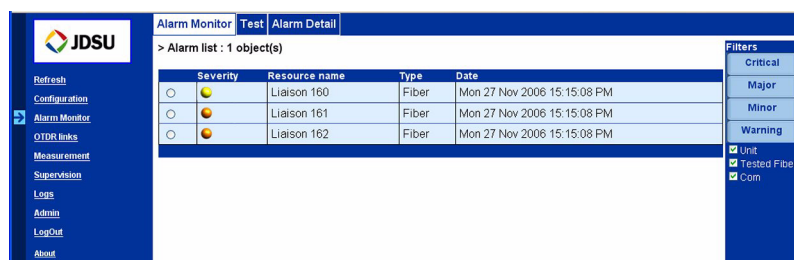 JDSU
Refresh
Configuration
Alarm Monitor
OTDR links
Measurement
Supervision
Logs
Admin
LogOut
About
Alarm Monitor Test Alarm Detail
> Alarm list : 1 object(s)
Severity Resource name Type Date
Liaison 160 Fiber Mon 27 Nov 2006 15:15:08 PM
Liaison 161 Fiber Mon 27 Nov 2006 15:15:08 PM
Liaison 162 Fiber Mon 27 Nov 2006 15:15:08 PM
Filters
Critical
Major
Minor
Warning
Unit
Tested Fibe
Com